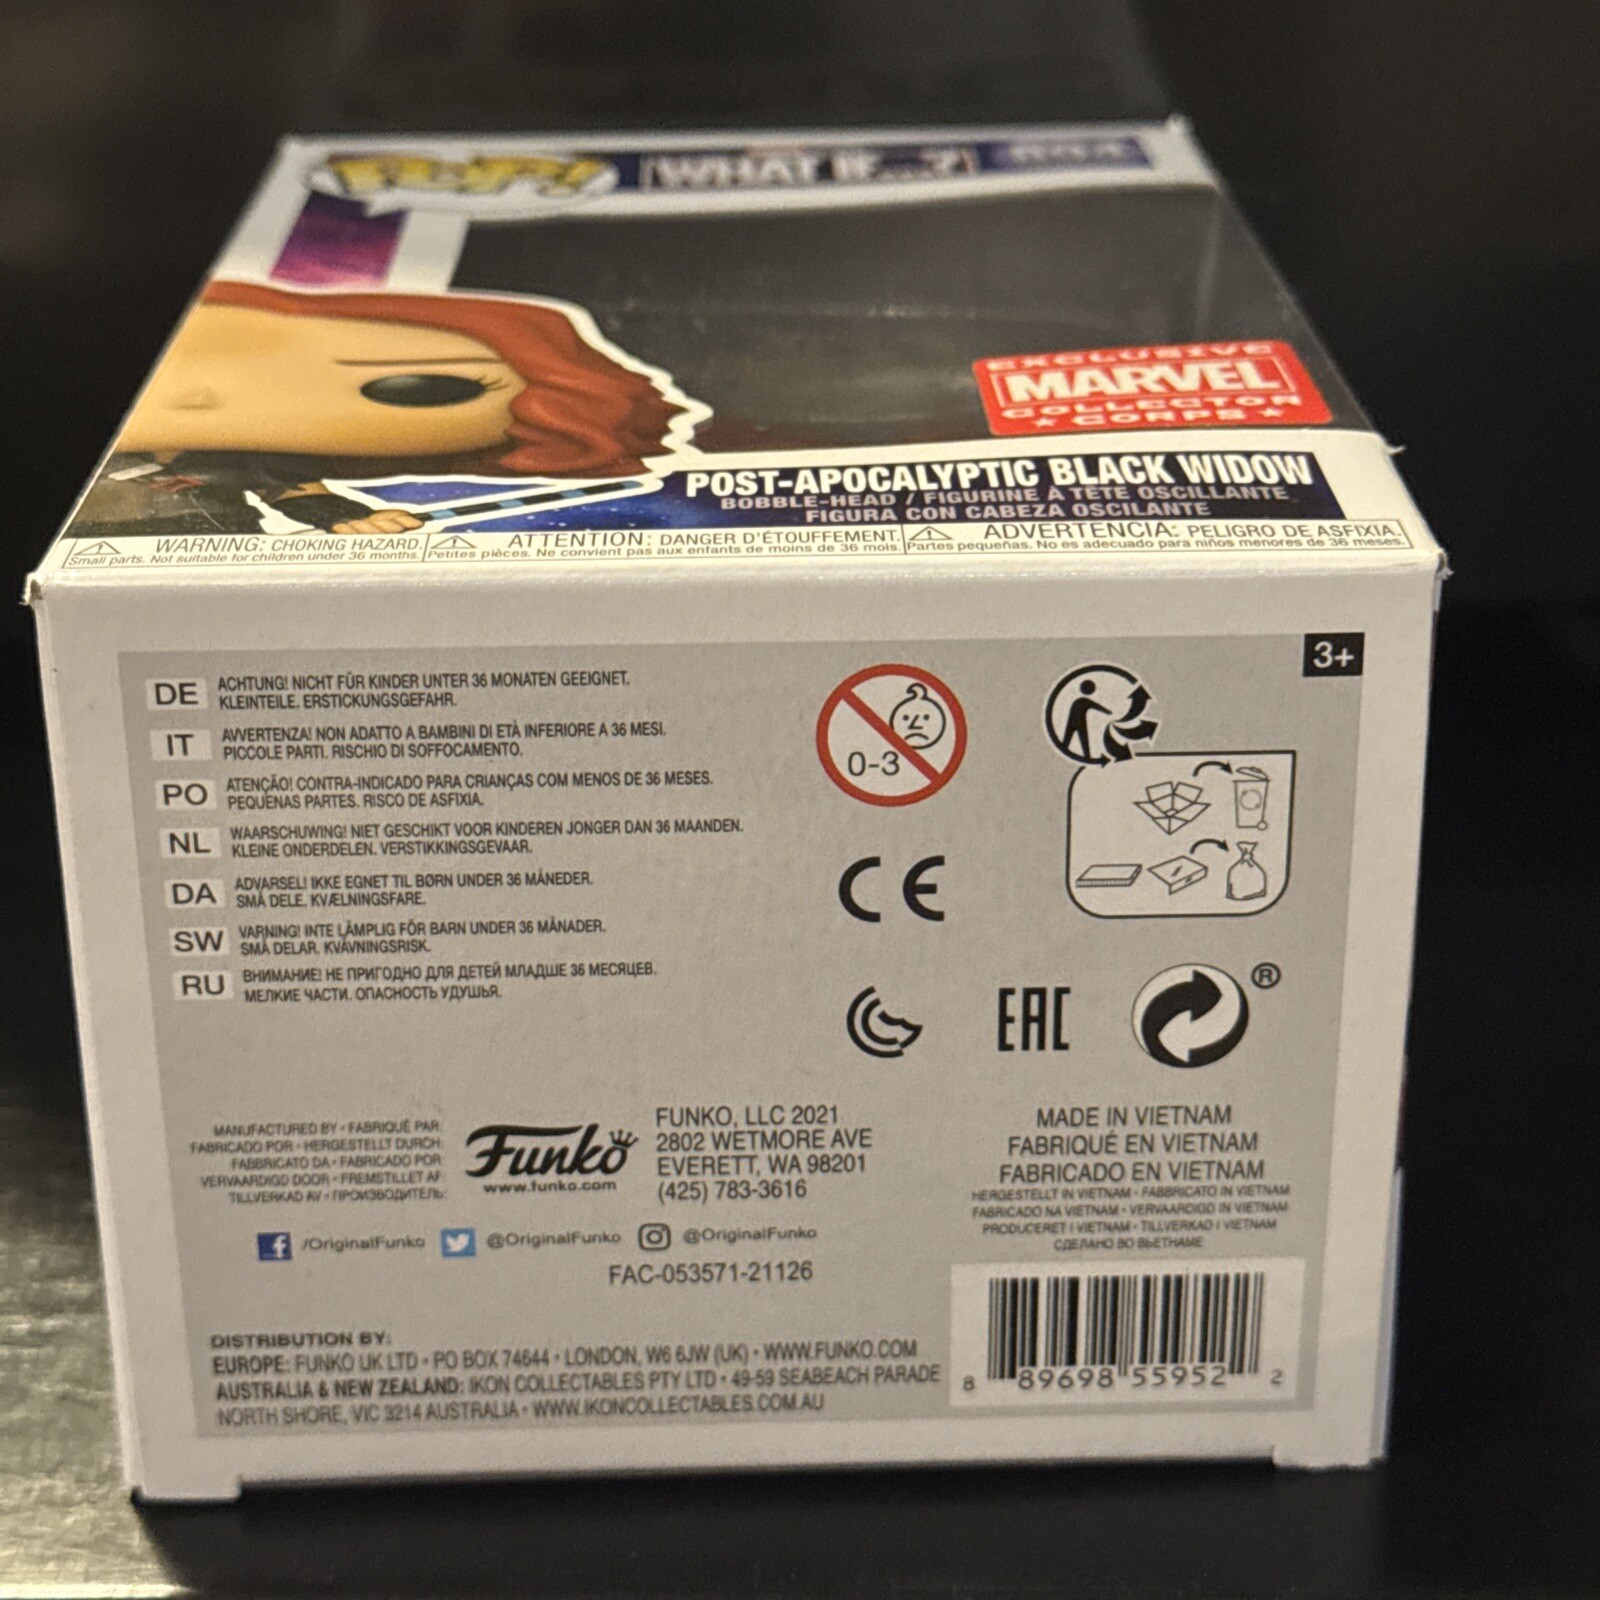 POP!
WHAT IF...?
EXCLUSIVE
MARVEL
COLLECTOR
★ CORPS ★
POST-APOCALYPTIC BLACK WIDOW
BOBBLE-HEAD / FIGURINE À TÊTE OSCILLANTE
FIGURA CON CABEZA OSCILANTE
WARNING: CHOKING HAZARD.
Small parts. Not suitable for children under 36 months.
ATTENTION: DANGER D'ÉTOUFFEMENT.
Petites pièces. Ne convient pas aux enfants de moins de 36 mois.
ADVERTENCIA: PELIGRO DE ASFIXIA.
Partes pequeñas. No es adecuado para niños menores de 36 meses.
3+
DE ACHTUNG! NICHT FÜR KINDER UNTER 36 MONATEN GEEIGNET.
KLEINTEILE. ERSTICKUNGSGEFAHR.
IT AVVERTENZA! NON ADATTO A BAMBINI DI ETÀ INFERIORE A 36 MESI.
PICCOLE PARTI. RISCHIO DI SOFFOCAMENTO.
PO ATENÇÃO! CONTRA-INDICADO PARA CRIANÇAS COM MENOS DE 36 MESES.
PEQUENAS PARTES. RISCO DE ASFIXIA.
NL WAARSCHUWING! NIET GESCHIKT VOOR KINDEREN JONGER DAN 36 MAANDEN.
KLEINE ONDERDELEN. VERSTIKKINGSGEVAAR.
DA ADVARSEL! IKKE EGNET TIL BØRN UNDER 36 MÅNEDER.
SMÅ DELE. KVÆLNINGSFARE.
SW VARNING! INTE LÄMPLIG FÖR BARN UNDER 36 MÅNADER.
SMÅ DELAR. KVÄVNINGSRISK.
RU ВНИМАНИЕ! НЕ ПРИГОДНО ДЛЯ ДЕТЕЙ МЛАДШЕ 36 МЕСЯЦЕВ.
МЕЛКИЕ ЧАСТИ. ОПАСНОСТЬ УДУШЬЯ.
0-3
CE
EAC
®
MANUFACTURED BY • FABRIQUÉ PAR:
FABRICADO POR • HERGESTELLT DURCH:
FABBRICATO DA • FABRICADO POR:
VERVAARDIGD DOOR • FREMSTILLET AF:
TILLVERKAD AV • ПРОИЗВОДИТЕЛЬ:
Funko
www.funko.com
FUNKO, LLC 2021
2802 WETMORE AVE
EVERETT, WA 98201
(425) 783-3616
MADE IN VIETNAM
FABRIQUÉ EN VIETNAM
FABRICADO EN VIETNAM
HERGESTELLT IN VIETNAM • FABBRICATO IN VIETNAM
FABRICADO NA VIETNAM • VERVAARDIGD IN VIETNAM
PRODUCERET I VIETNAM • TILLVERKAD I VIETNAM
СДЕЛАНО ВО ВЬЕТНАМЕ
f /OriginalFunko @OriginalFunko @OriginalFunko
FAC-053571-21126
DISTRIBUTION BY:
EUROPE: FUNKO UK LTD • PO BOX 74644 • LONDON, W6 6JW (UK) • WWW.FUNKO.COM
AUSTRALIA & NEW ZEALAND: IKON COLLECTABLES PTY LTD • 49-59 SEABEACH PARADE
NORTH SHORE, VIC 3214 AUSTRALIA • WWW.IKONCOLLECTABLES.COM.AU
8 89698 55952 2